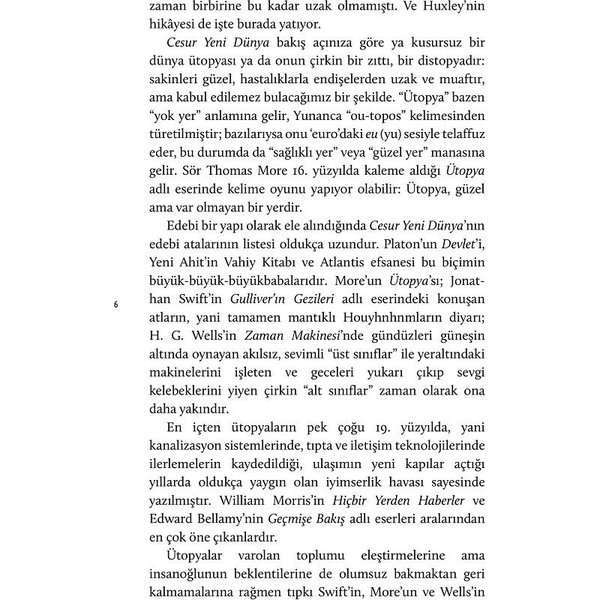 zaman birbirine bu kadar uzak olmamıştı. Ve Huxley’nin
hikâyesi de işte burada yatıyor.
Cesur Yeni Dünya bakış açınıza göre ya kusursuz bir
dünya ütopyası ya da onun çirkin bir zıttı, bir distopyadır:
sakinleri güzel, hastalıklarla endişelerden uzak ve muaftır,
ama kabul edilemez bulacağımız bir şekilde. “Ütopya” bazen
“yok yer” anlamına gelir, Yunanca “ou-topos” kelimesinden
türetilmiştir; bazılarıysa onu ‘euro’daki eu (yu) sesiyle telaffuz
eder, bu durumda da “sağlıklı yer” veya “güzel yer” manasına
gelir. Sör Thomas More 16. yüzyılda kaleme aldığı Ütopya
adlı eserinde kelime oyunu yapıyor olabilir: Ütopya, güzel
ama var olmayan bir yerdir.
Edebi bir yapı olarak ele alındığında Cesur Yeni Dünya’nın
edebi atalarının listesi oldukça uzundur. Platon’un Devlet’i,
Yeni Ahit’in Vahiy Kitabı ve Atlantis efsanesi bu biçimin
büyük-büyük-büyükbabalarıdır. More’un Ütopya’sı; Jonat-
han Swift’in Gulliver’ın Gezileri adlı eserindeki konuşan
atların, yani tamamen mantıklı Houyhnhnmların diyarı;
6
H. G. Wells’in Zaman Makinesi’nde gündüzleri güneşin
altında oynayan akılsız, sevimli “üst sınıflar” ile yeraltındaki
makinelerini işleten ve geceleri yukarı çıkıp sevgi
kelebeklerini yiyen çirkin “alt sınıflar” zaman olarak ona
daha yakındır.
En içten ütopyaların pek çoğu 19. yüzyılda, yani
kanalizasyon sistemlerinde, tıpta ve iletişim teknolojilerinde
ilerlemelerin kaydedildiği, ulaşımın yeni kapılar açtığı
yıllarda oldukça yaygın olan iyimserlik havası sayesinde
yazılmıştır. William Morris’in Hiçbir Yerden Haberler ve
Edward Bellamy’nin Geçmişe Bakış adlı eserleri aralarından
en çok öne çıkanlardır.
Ütopyalar varolan toplumu eleştirmelerine ama
insanoğlunun beklentilerine de olumsuz bakmaktan geri
kalmamalarına rağmen tıpkı Swift’in, More’un ve Wells’in